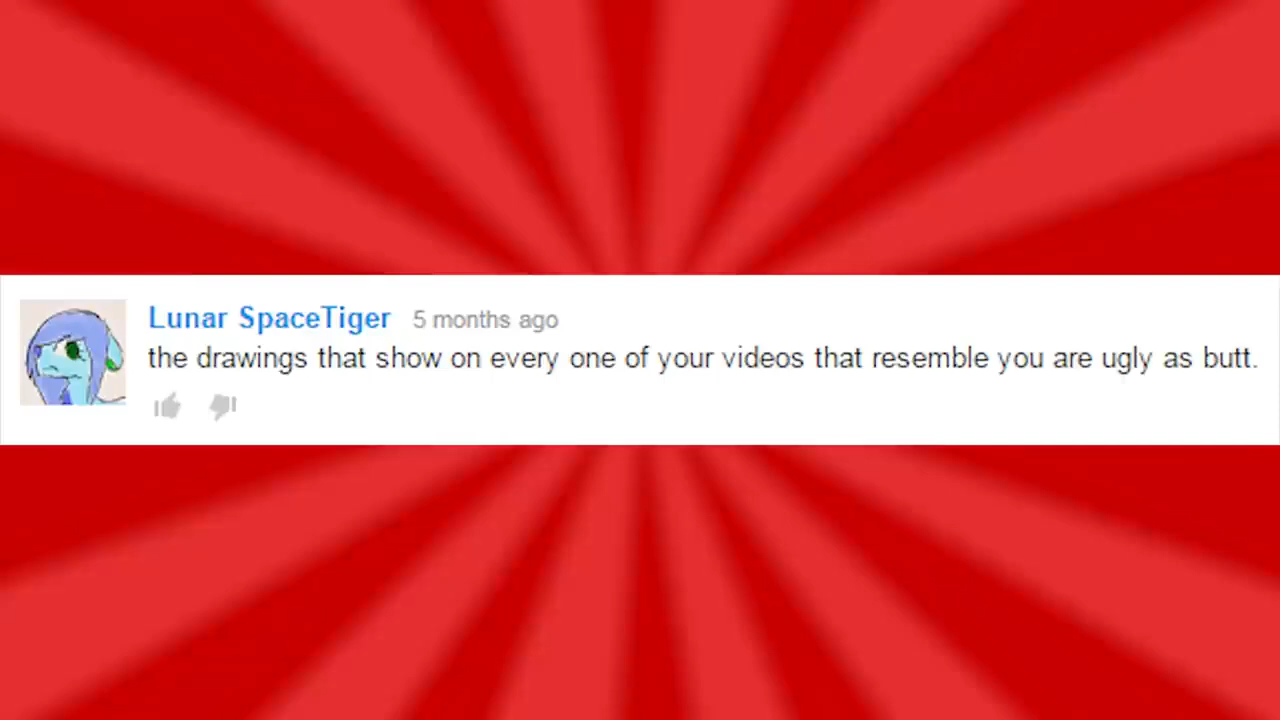 Lunar SpaceTiger 5 months ago
the drawings that show on every one of your videos that resemble you are ugly as butt.